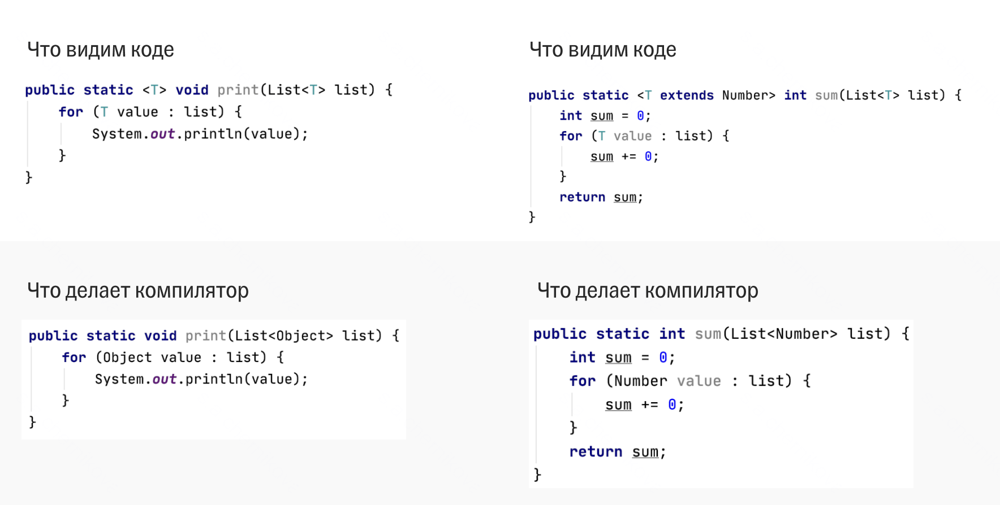 Что видим коде
public static <T> void print(List<T> list) {
    for (T value : list) {
        System.out.println(value);
    }
}
Что видим коде
public static <T extends Number> int sum(List<T> list) {
    int sum = 0;
    for (T value : list) {
        sum += 0;
    }
    return sum;
}
Что делает компилятор
public static void print(List<Object> list) {
    for (Object value : list) {
        System.out.println(value);
    }
}
Что делает компилятор
public static int sum(List<Number> list) {
    int sum = 0;
    for (Number value : list) {
        sum += 0;
    }
    return sum;
}